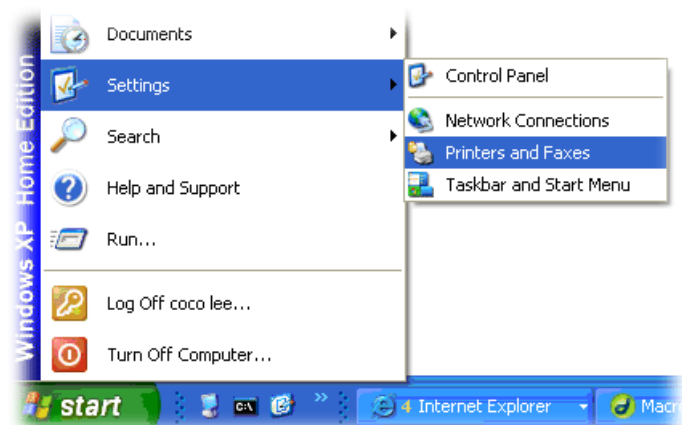 Documents
Settings
Search
Help and Support
Run...
Log Off coco lee...
Turn Off Computer...
Windows XP Home Edition
Control Panel
Network Connections
Printers and Faxes
Taskbar and Start Menu
start
C:\
»
4 Internet Explorer
Macr